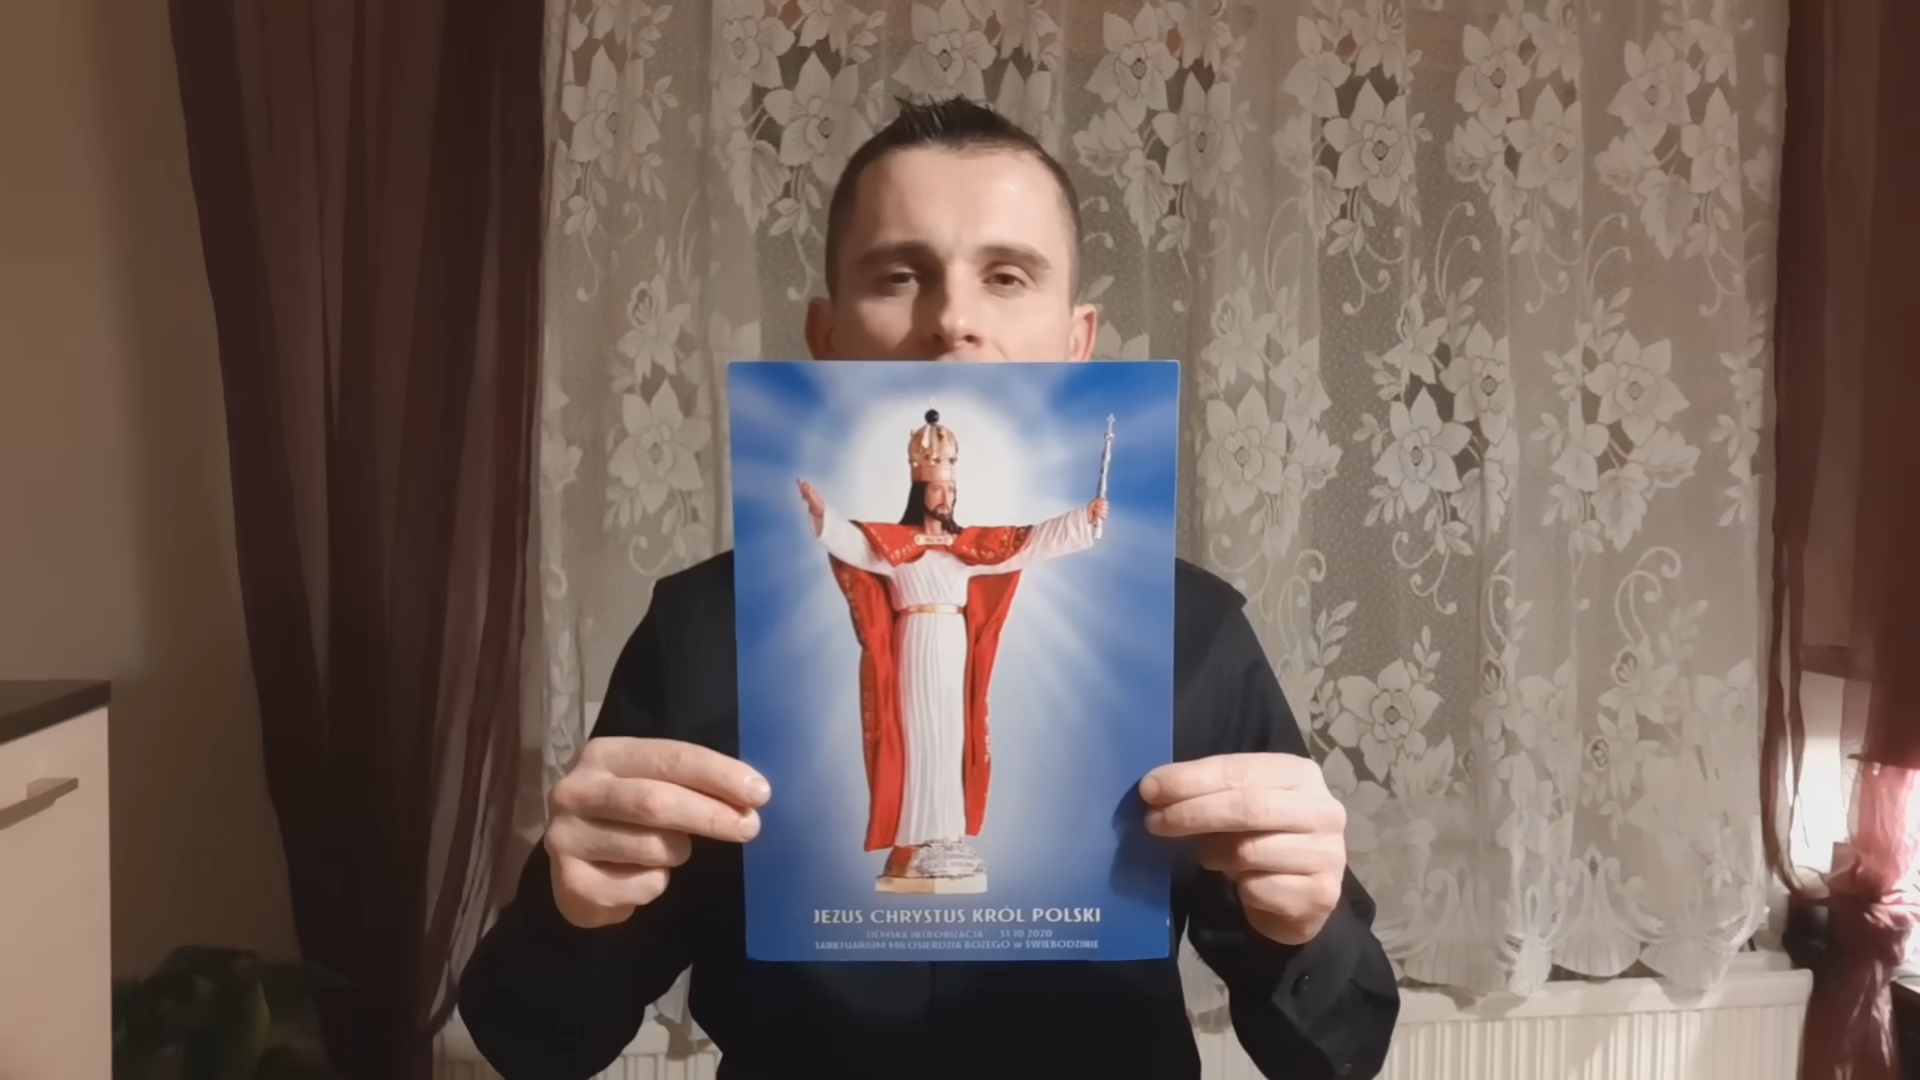 JEZUS CHRYSTUS KRÓL POLSKI
ZIEMSKA INTRONIZACJA - 31 10 2020
SANKTUARIUM MIŁOSIERDZIA BOŻEGO w ŚWIEBODZINIE